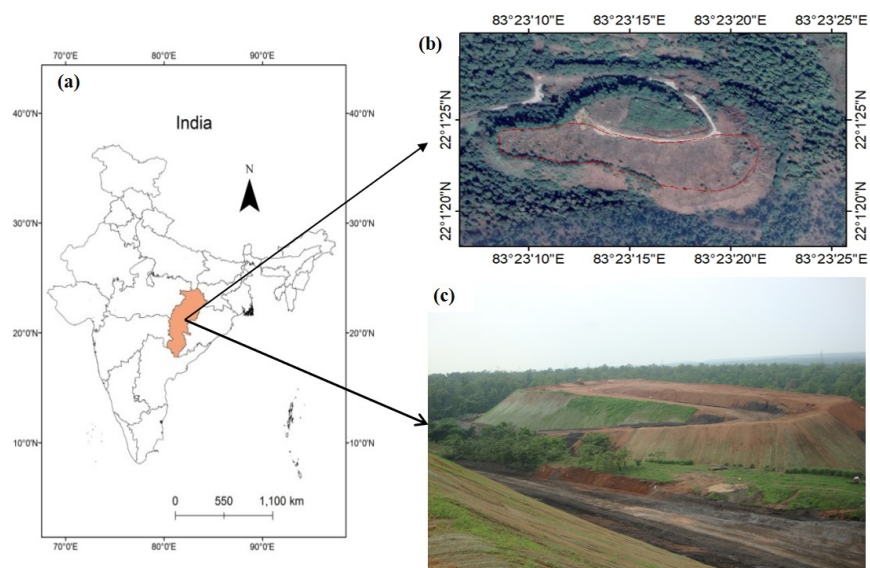 (a)
70°0'E 80°0'E 90°0'E
40°0'N 40°0'N
India
N
30°0'N 30°0'N
20°0'N 20°0'N
10°0'N 10°0'N
0 550 1,100 km
70°0'E 80°0'E 90°0'E
(b)
83°23'10"E 83°23'15"E 83°23'20"E 83°23'25"E
22°1'25"N 22°1'25"N
22°1'20"N 22°1'20"N
83°23'10"E 83°23'15"E 83°23'20"E 83°23'25"E
(c)